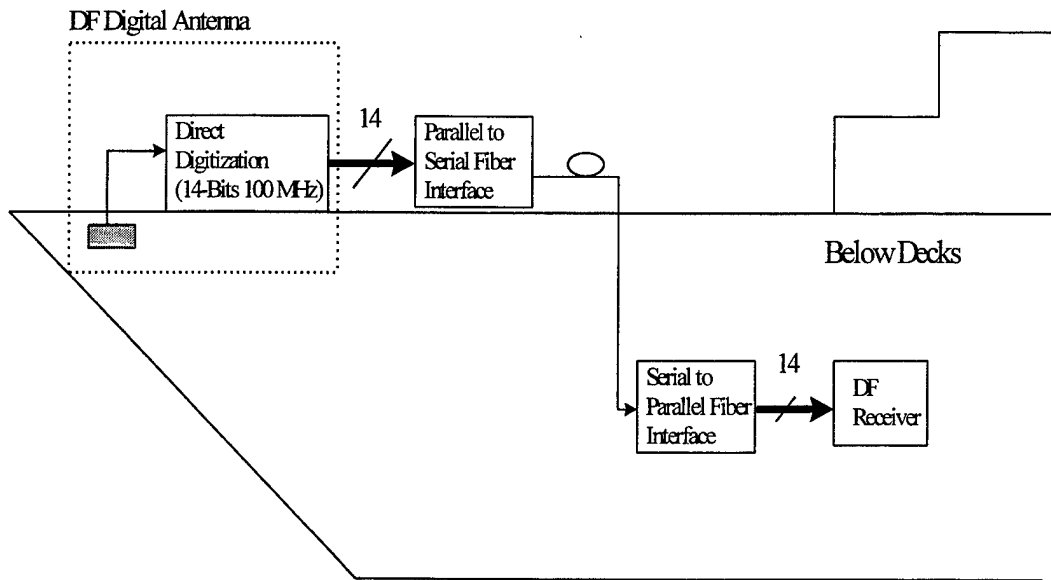 DF Digital Antenna
Direct
Digitization
(14-Bits 100 MHz)
14
Parallel to
Serial Fiber
Interface
Below Decks
Serial to
Parallel Fiber
Interface
14
DF
Receiver